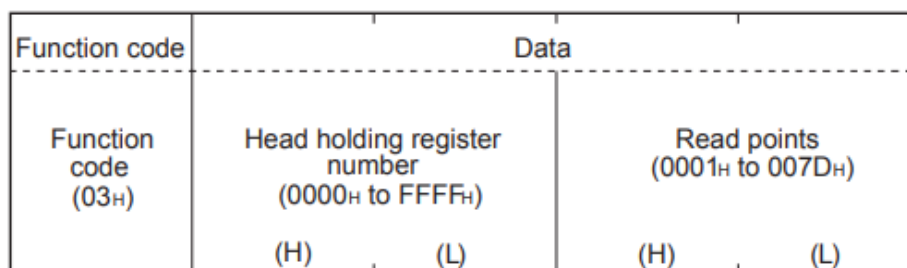 Function code
Data
Function
code
(03H)
Head holding register
number
(0000H to FFFFH)
(H)
(L)
Read points
(0001H to 007DH)
(H)
(L)